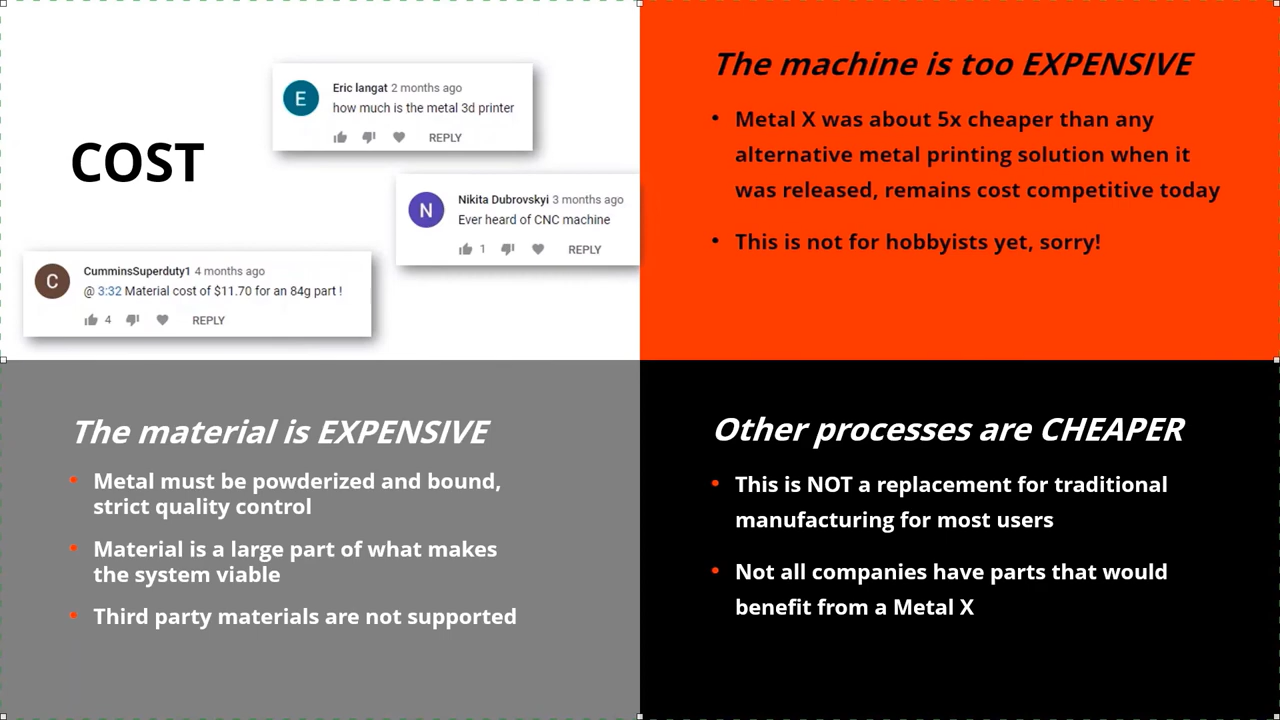 COST
E
Eric langat 2 months ago
how much is the metal 3d printer
REPLY
N
Nikita Dubrovskyi 3 months ago
Ever heard of CNC machine
1 REPLY
C
CumminsSuperduty1 4 months ago
@ 3:32 Material cost of $11.70 for an 84g part !
4 REPLY
The machine is too EXPENSIVE
• Metal X was about 5x cheaper than any
alternative metal printing solution when it
was released, remains cost competitive today
• This is not for hobbyists yet, sorry!
The material is EXPENSIVE
• Metal must be powderized and bound,
strict quality control
• Material is a large part of what makes
the system viable
• Third party materials are not supported
Other processes are CHEAPER
• This is NOT a replacement for traditional
manufacturing for most users
• Not all companies have parts that would
benefit from a Metal X